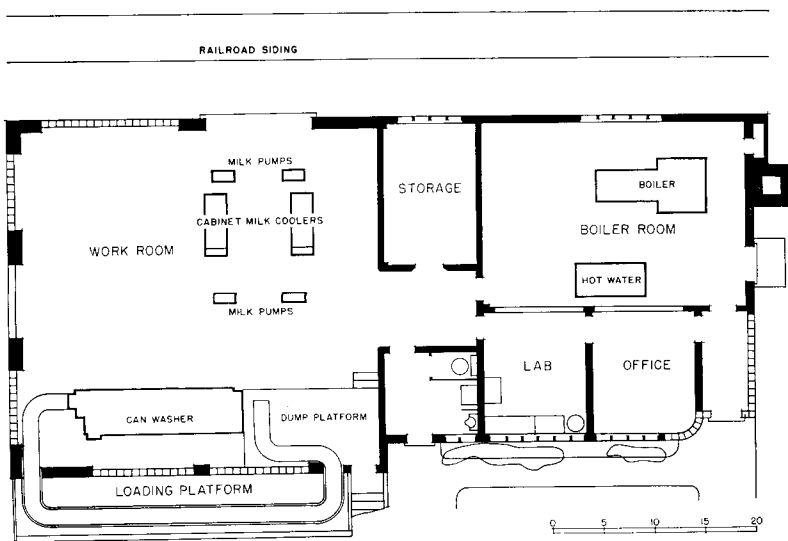 RAILROAD SIDING
MILK PUMPS
STORAGE
BOILER
CABINET MILK COOLERS
BOILER ROOM
WORK ROOM
HOT WATER
MILK PUMPS
LAB
OFFICE
CAN WASHER
DUMP PLATFORM
LOADING PLATFORM
0 5 10 15 20